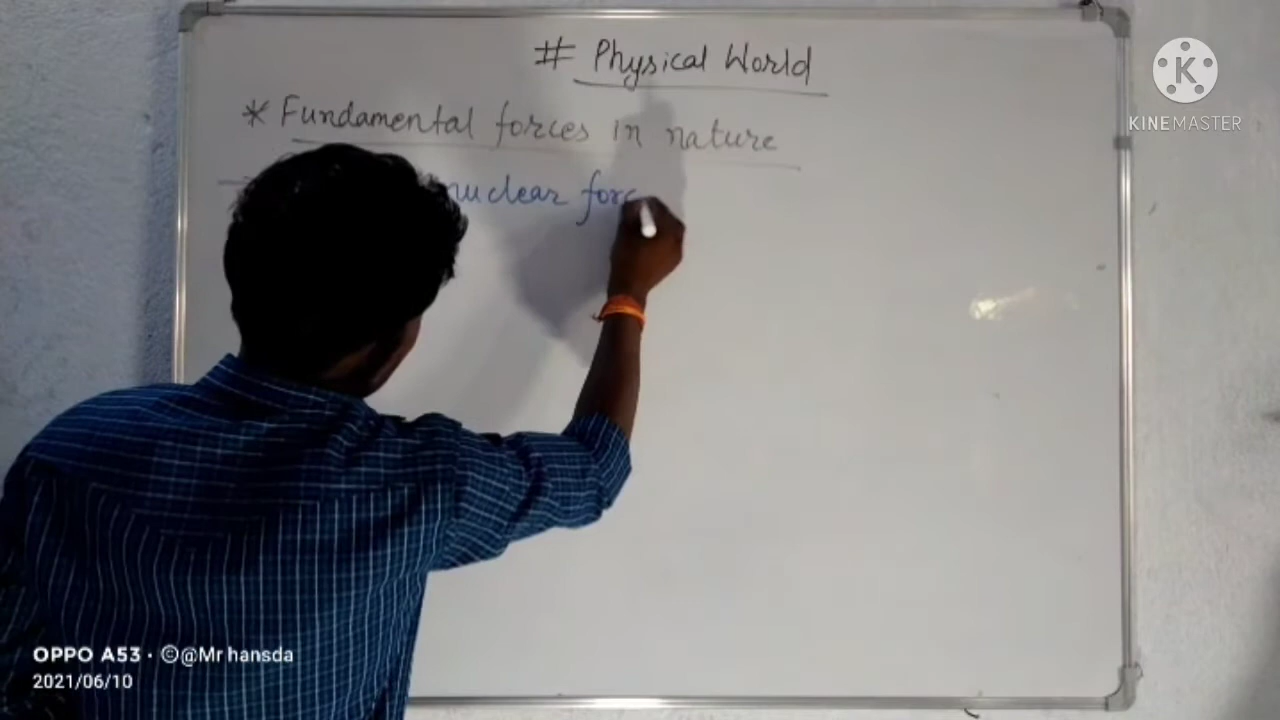 # Physical World
* Fundamental forces in nature
nuclear forc
KINEMASTER
OPPO A53 · ©@Mr hansda
2021/06/10